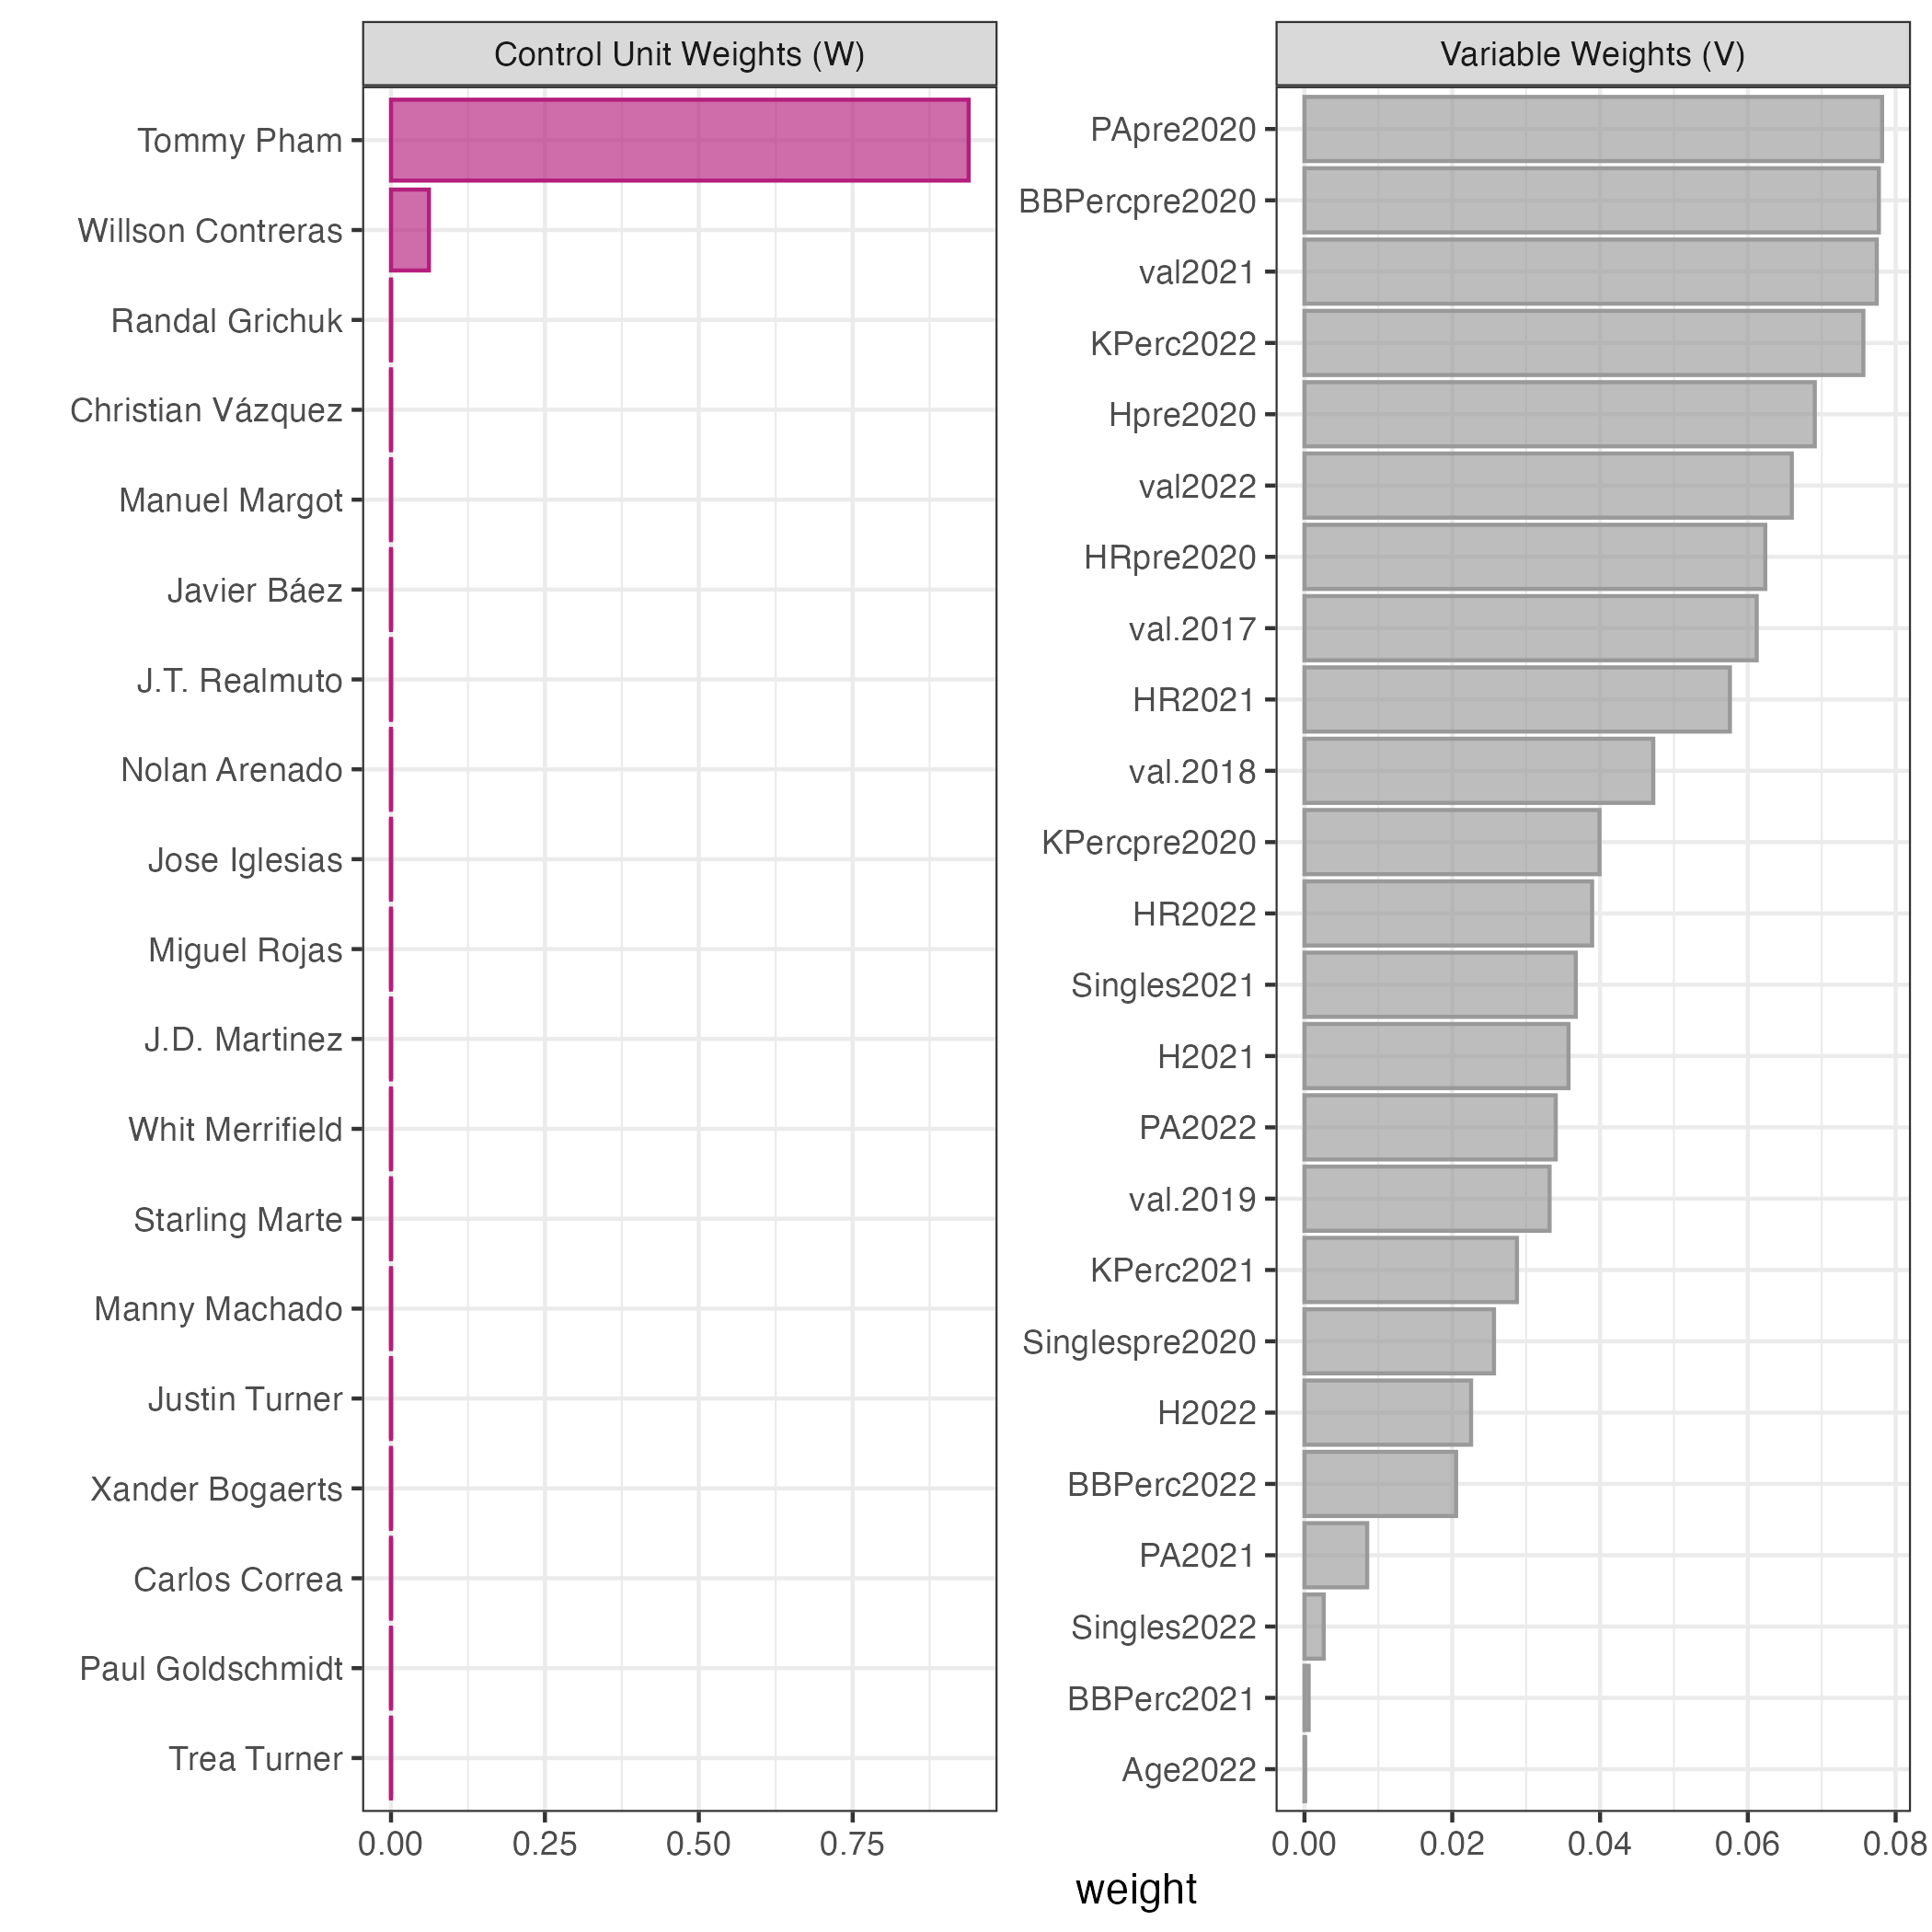 Control Unit Weights (W)
Tommy Pham
Willson Contreras
Randal Grichuk
Christian Vázquez
Manuel Margot
Javier Báez
J.T. Realmuto
Nolan Arenado
Jose Iglesias
Miguel Rojas
J.D. Martinez
Whit Merrifield
Starling Marte
Manny Machado
Justin Turner
Xander Bogaerts
Carlos Correa
Paul Goldschmidt
Trea Turner
0.00 0.25 0.50 0.75
Variable Weights (V)
PApre2020
BBPercpre2020
val2021
KPerc2022
Hpre2020
val2022
HRpre2020
val.2017
HR2021
val.2018
KPercpre2020
HR2022
Singles2021
H2021
PA2022
val.2019
KPerc2021
Singlespre2020
H2022
BBPerc2022
PA2021
Singles2022
BBPerc2021
Age2022
0.00 0.02 0.04 0.06 0.08
weight